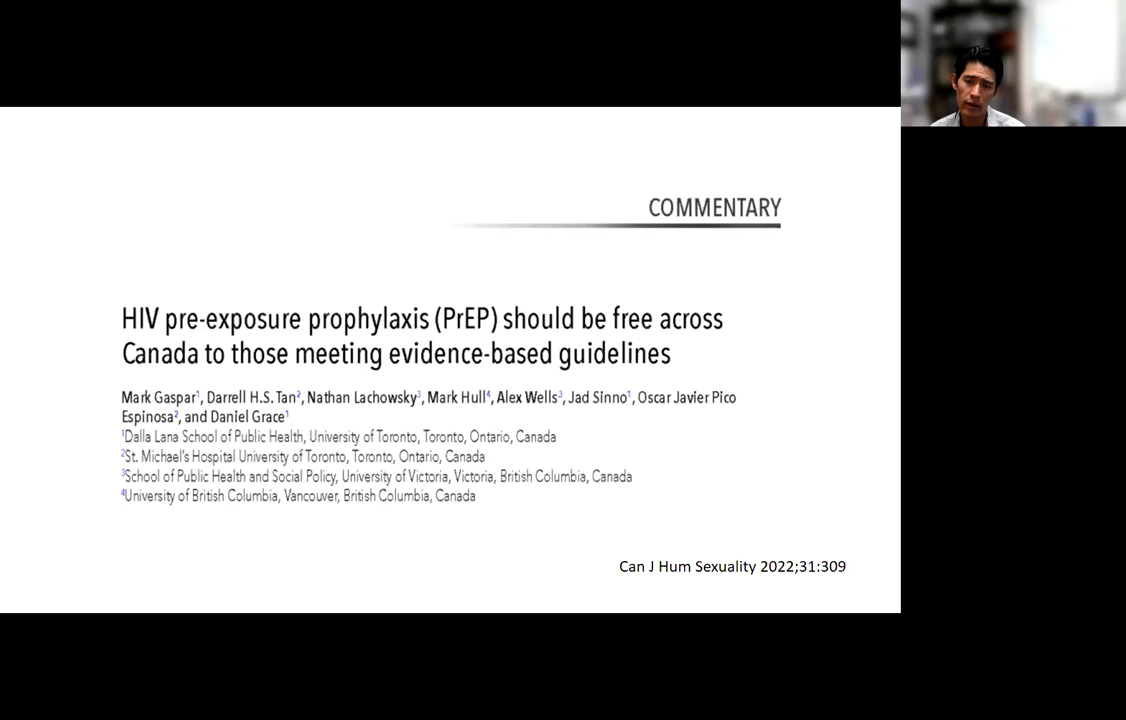 COMMENTARY
HIV pre-exposure prophylaxis (PrEP) should be free across
Canada to those meeting evidence-based guidelines
Mark Gaspar¹, Darrell H.S. Tan², Nathan Lachowsky³, Mark Hull⁴, Alex Wells³, Jad Sinno¹, Oscar Javier Pico
Espinosa², and Daniel Grace¹
¹Dalla Lana School of Public Health, University of Toronto, Toronto, Ontario, Canada
²St. Michael's Hospital University of Toronto, Toronto, Ontario, Canada
³School of Public Health and Social Policy, University of Victoria, Victoria, British Columbia, Canada
⁴University of British Columbia, Vancouver, British Columbia, Canada
Can J Hum Sexuality 2022;31:309